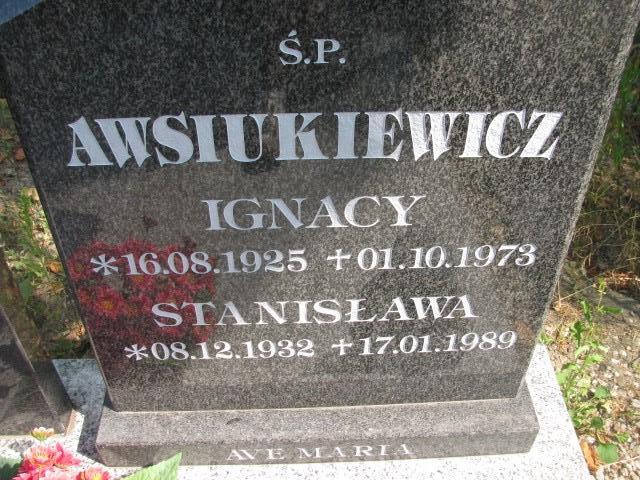 Ś.P.
AWSIUKIEWICZ
IGNACY
*16.08.1925 +01.10.1973
STANISŁAWA
*08.12.1932 +17.01.1989
AVE MARIA